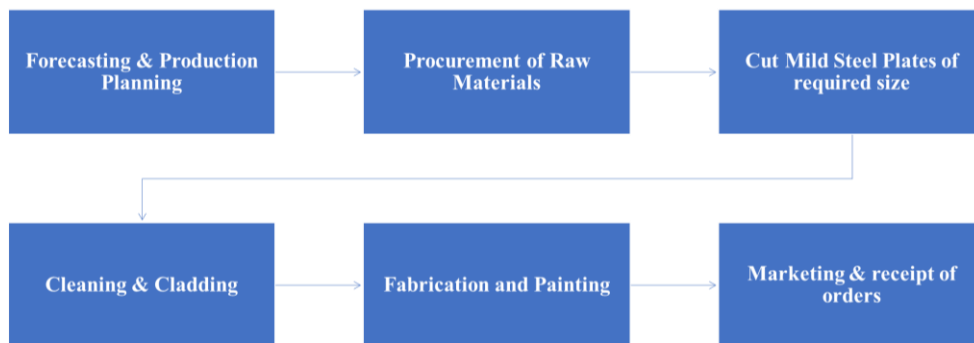 Forecasting & Production
Planning
Procurement of Raw
Materials
Cut Mild Steel Plates of
required size
Cleaning & Cladding
Fabrication and Painting
Marketing & receipt of
orders